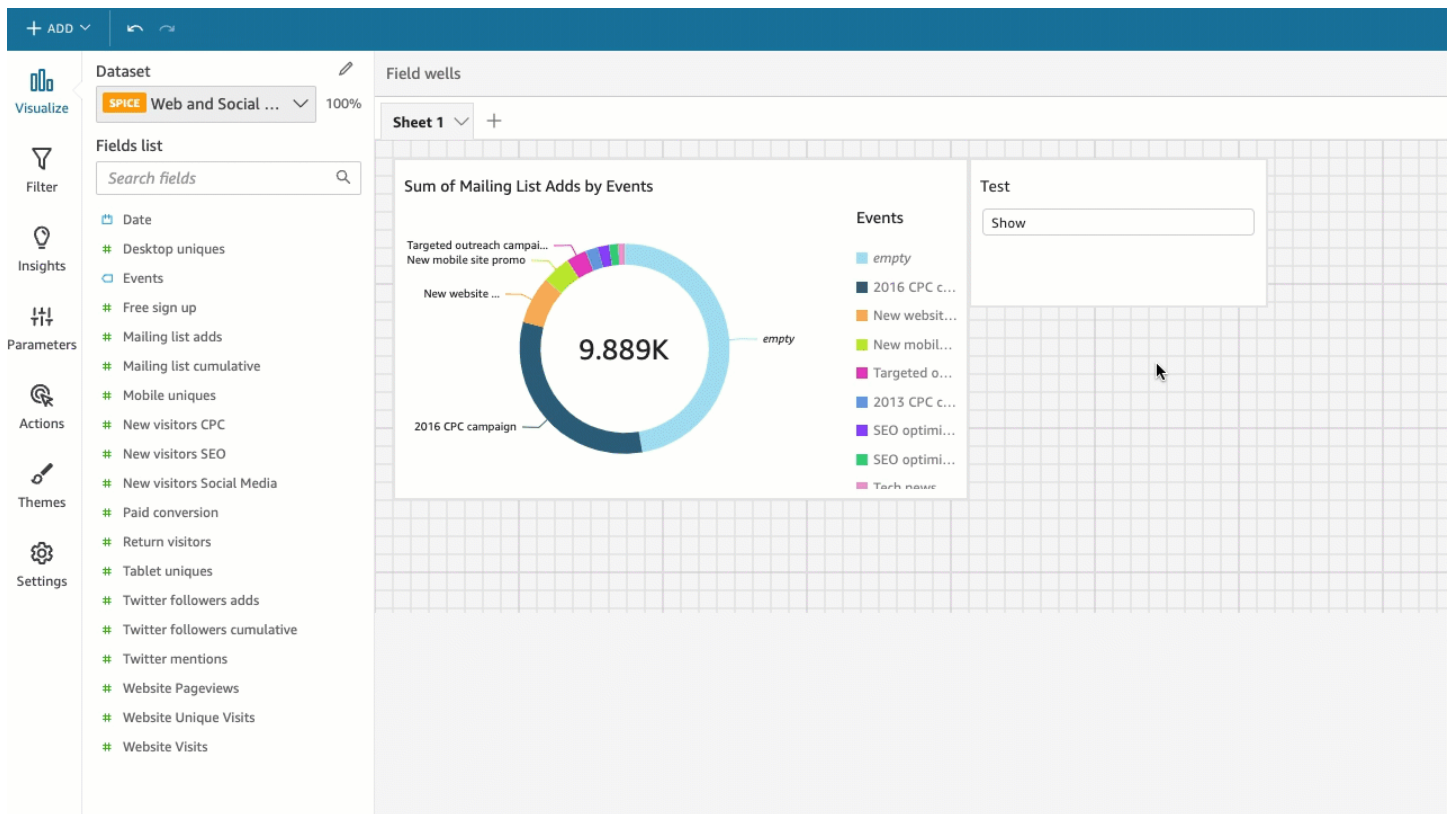 ADD
Visualize
Filter
Insights
Parameters
Actions
Themes
Settings
Dataset
SPICE Web and Social ... 100%
Fields list
Search fields
Date
# Desktop uniques
Events
# Free sign up
# Mailing list adds
# Mailing list cumulative
# Mobile uniques
# New visitors CPC
# New visitors SEO
# New visitors Social Media
# Paid conversion
# Return visitors
# Tablet uniques
# Twitter followers adds
# Twitter followers cumulative
# Twitter mentions
# Website Pageviews
# Website Unique Visits
# Website Visits
Field wells
Sheet 1
Sum of Mailing List Adds by Events
Targeted outreach campai...
New mobile site promo
New website ...
9.889K
empty
2016 CPC campaign
Events
empty
2016 CPC c...
New websit...
New mobil...
Targeted o...
2013 CPC c...
SEO optimi...
SEO optimi...
Tech news
Test
Show